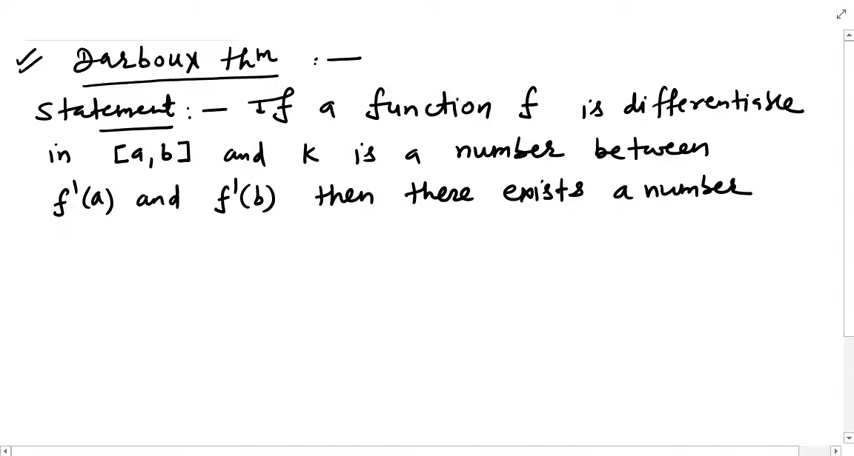 ✓ Darboux thm :—
Statement :— If a function f is differentiable
in [a,b] and k is a number between
f'(a) and f'(b) then there exists a number